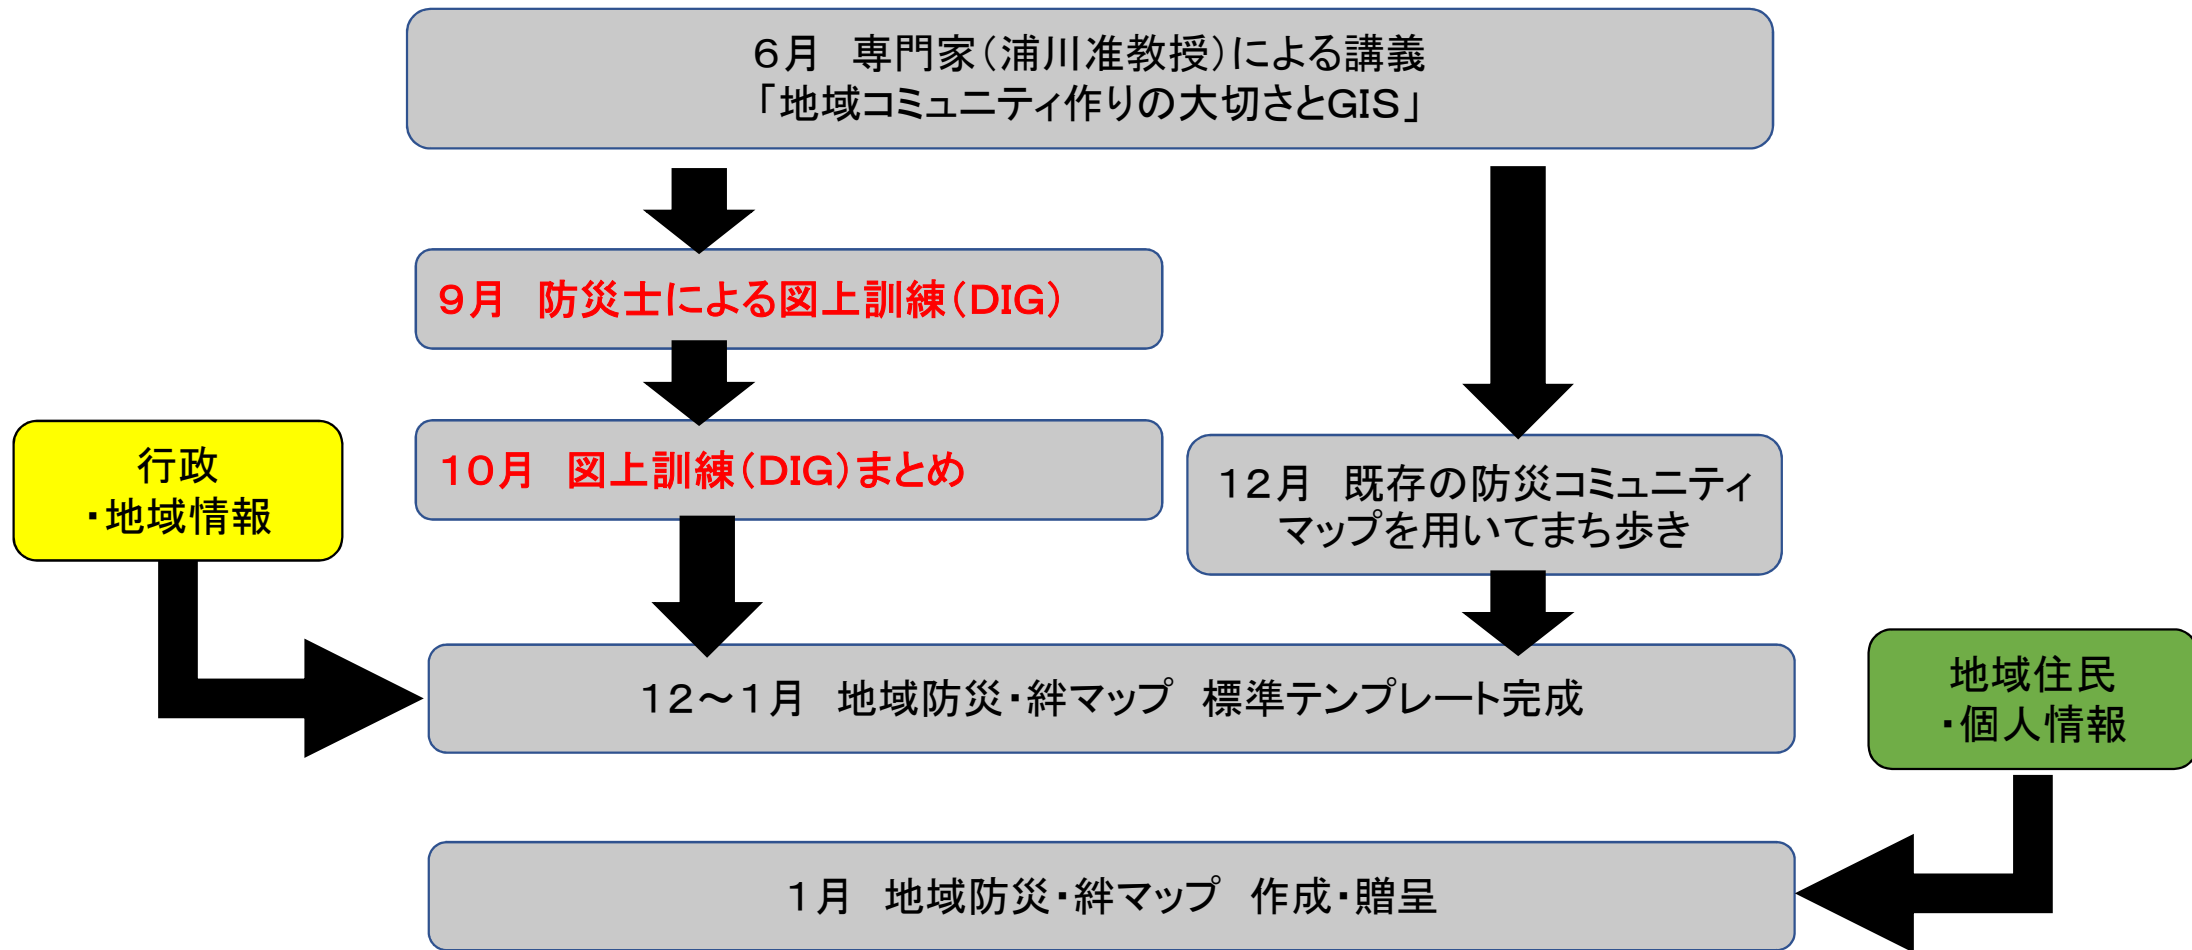 ６月　専門家（浦川准教授）による講義
「地域コミュニティ作りの大切さとGIS」
９月　防災士による図上訓練（DIG）
１０月　図上訓練（DIG）まとめ
行政
・地域情報
１２月　既存の防災コミュニティ
マップを用いてまち歩き
１２～１月　地域防災・絆マップ　標準テンプレート完成
地域住民
・個人情報
１月　地域防災・絆マップ　作成・贈呈